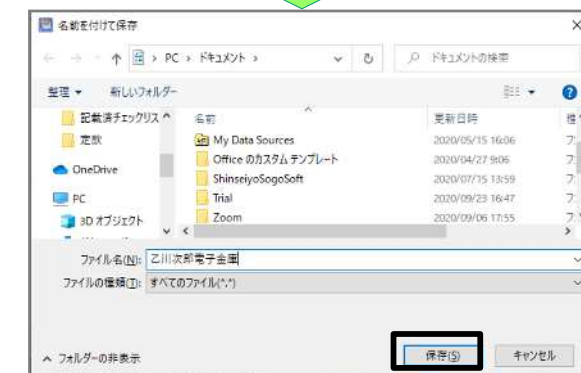 名前を付けて保存
PC › ドキュメント ›
ドキュメントの検索
整理 新しいフォルダー
記載済チェックリス
定款
OneDrive
PC
3D オブジェクト
名前 更新日時 種
My Data Sources 2020/05/15 16:06 フ
Office のカスタム テンプレート 2020/04/27 9:06 フ
ShinseiyoSogoSoft 2020/07/15 13:59 フ
Trial 2020/09/23 16:47 フ
Zoom 2020/09/06 17:55 フ
ファイル名(N): 乙川次郎電子金庫
ファイルの種類(T): すべてのファイル(*.*)
フォルダーの非表示
保存(S) キャンセル